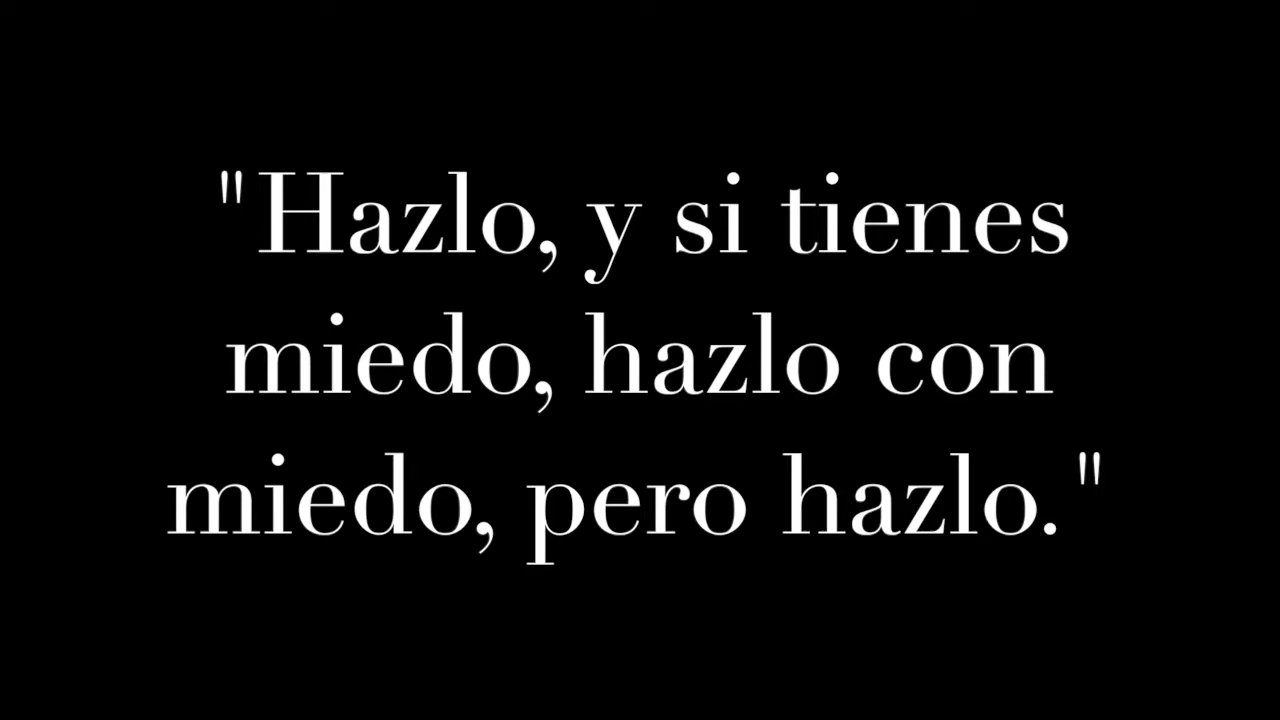 "Hazlo, y si tienes
miedo, hazlo con
miedo, pero hazlo."